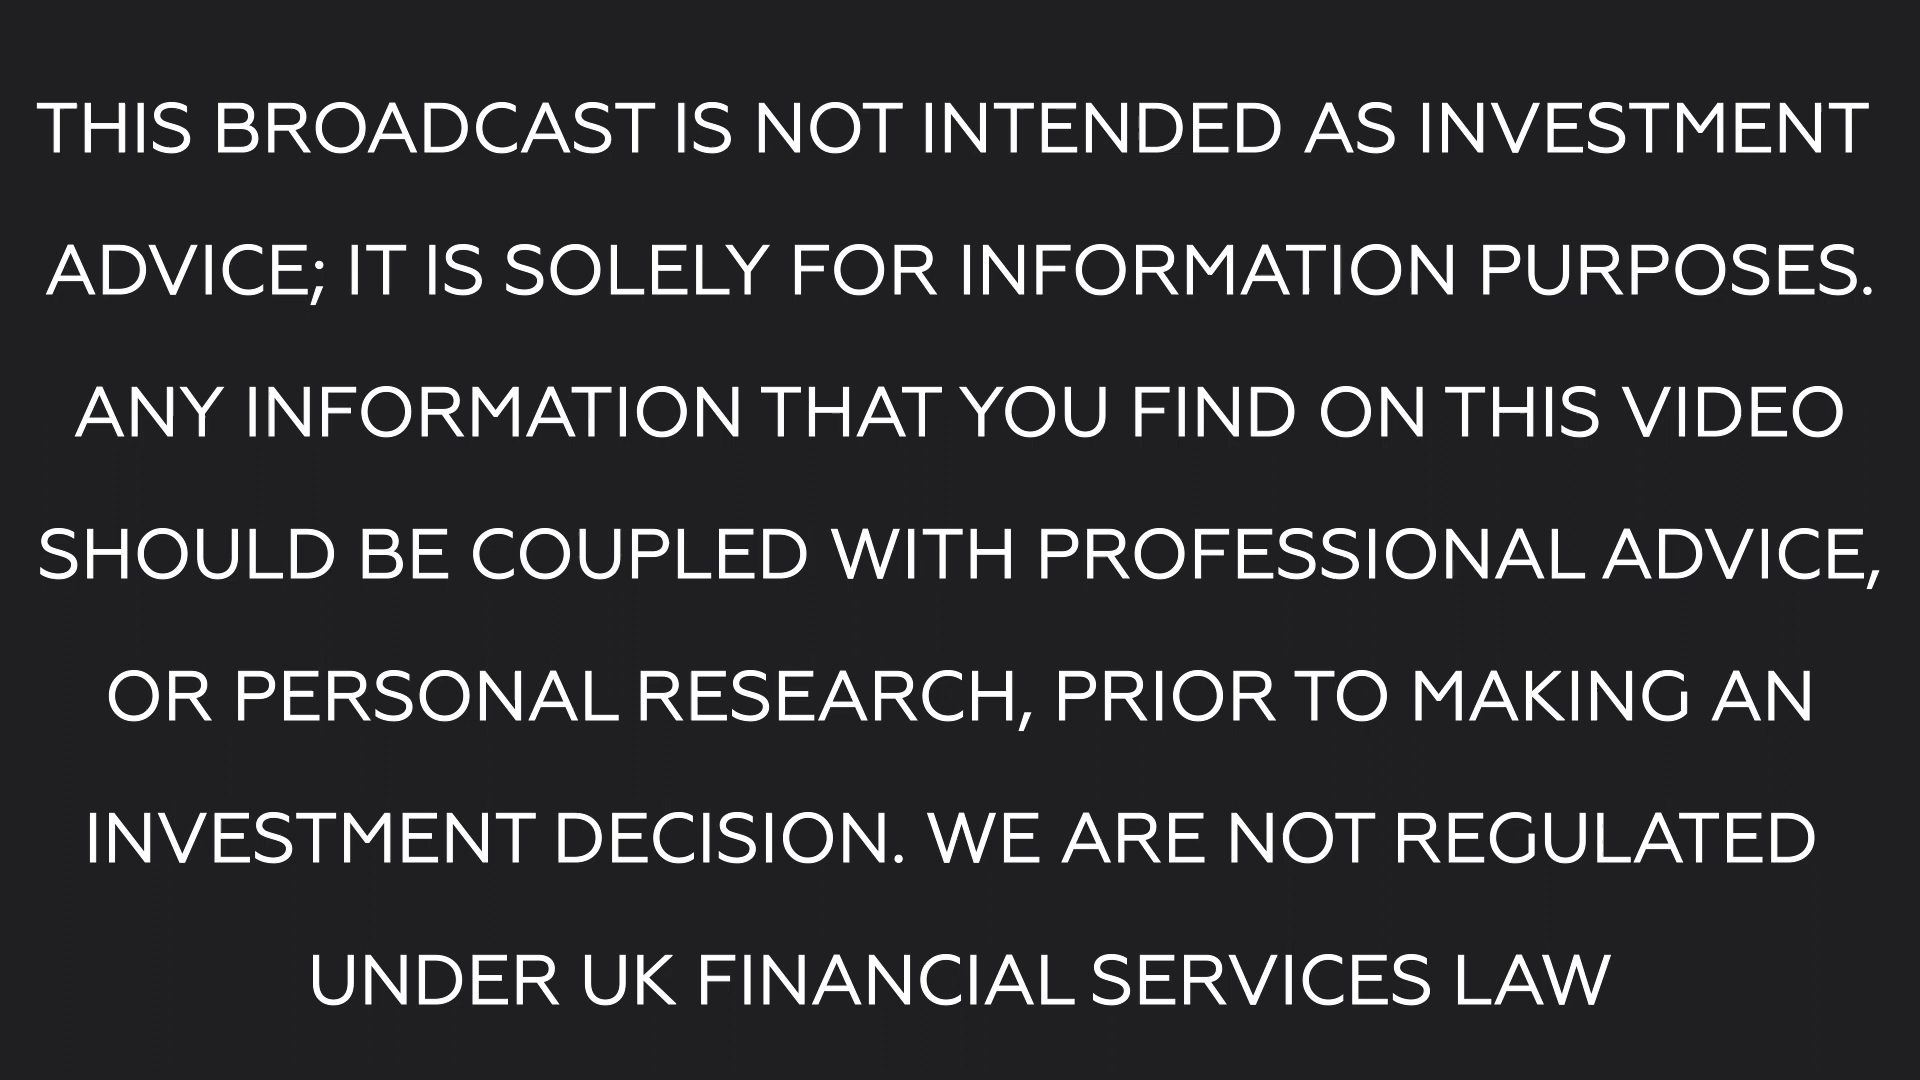 THIS BROADCAST IS NOT INTENDED AS INVESTMENT
ADVICE; IT IS SOLELY FOR INFORMATION PURPOSES.
ANY INFORMATION THAT YOU FIND ON THIS VIDEO
SHOULD BE COUPLED WITH PROFESSIONAL ADVICE,
OR PERSONAL RESEARCH, PRIOR TO MAKING AN
INVESTMENT DECISION. WE ARE NOT REGULATED
UNDER UK FINANCIAL SERVICES LAW